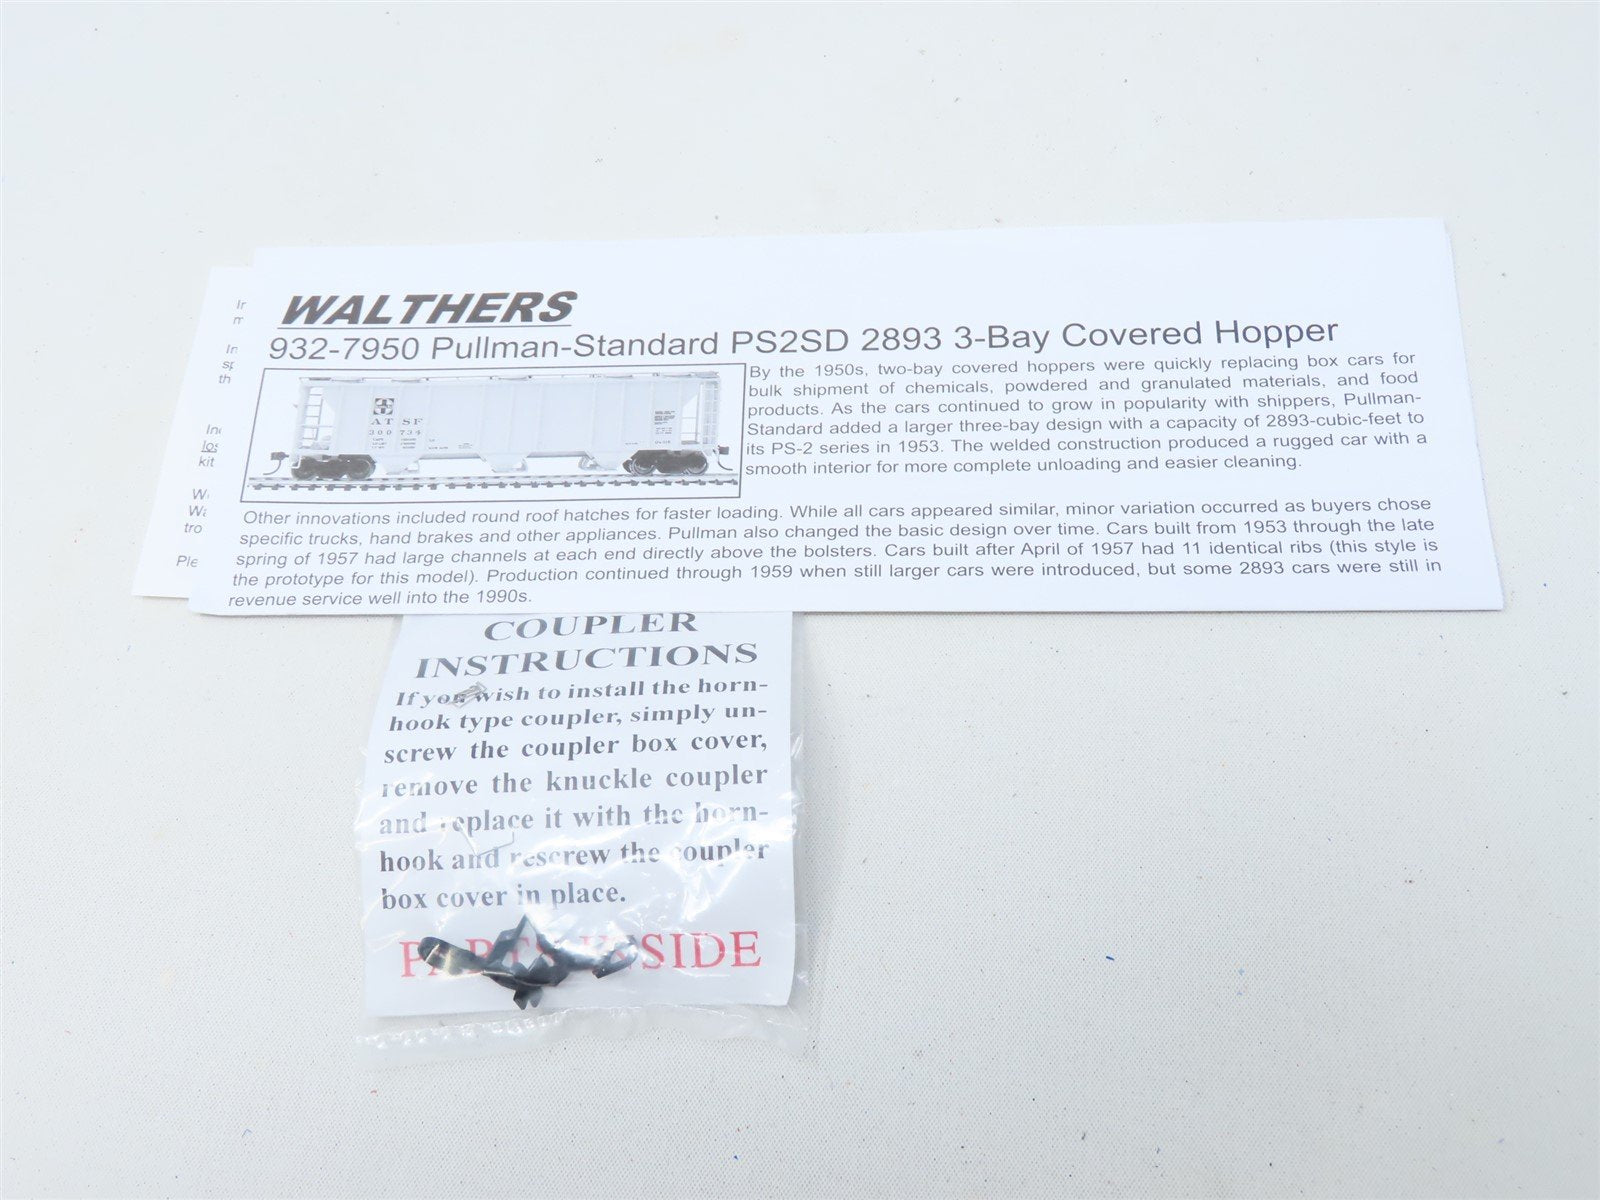 WALTHERS
932-7950 Pullman-Standard PS2SD 2893 3-Bay Covered Hopper
By the 1950s, two-bay covered hoppers were quickly replacing box cars for
bulk shipment of chemicals, powdered and granulated materials, and food
products. As the cars continued to grow in popularity with shippers, Pullman-
Standard added a larger three-bay design with a capacity of 2893-cubic-feet to
its PS-2 series in 1953. The welded construction produced a rugged car with a
smooth interior for more complete unloading and easier cleaning.
AT SF
300734
Other innovations included round roof hatches for faster loading. While all cars appeared similar, minor variation occurred as buyers chose
specific trucks, hand brakes and other appliances. Pullman also changed the basic design over time. Cars built from 1953 through the late
spring of 1957 had large channels at each end directly above the bolsters. Cars built after April of 1957 had 11 identical ribs (this style is
the prototype for this model). Production continued through 1959 when still larger cars were introduced, but some 2893 cars were still in
revenue service well into the 1990s.
th
kit
tro
COUPLER
INSTRUCTIONS
If you wish to install the horn-
hook type coupler, simply un-
screw the coupler box cover,
remove the knuckle coupler
and replace it with the horn-
hook and rescrew the coupler
box cover in place.
PARTS INSIDE